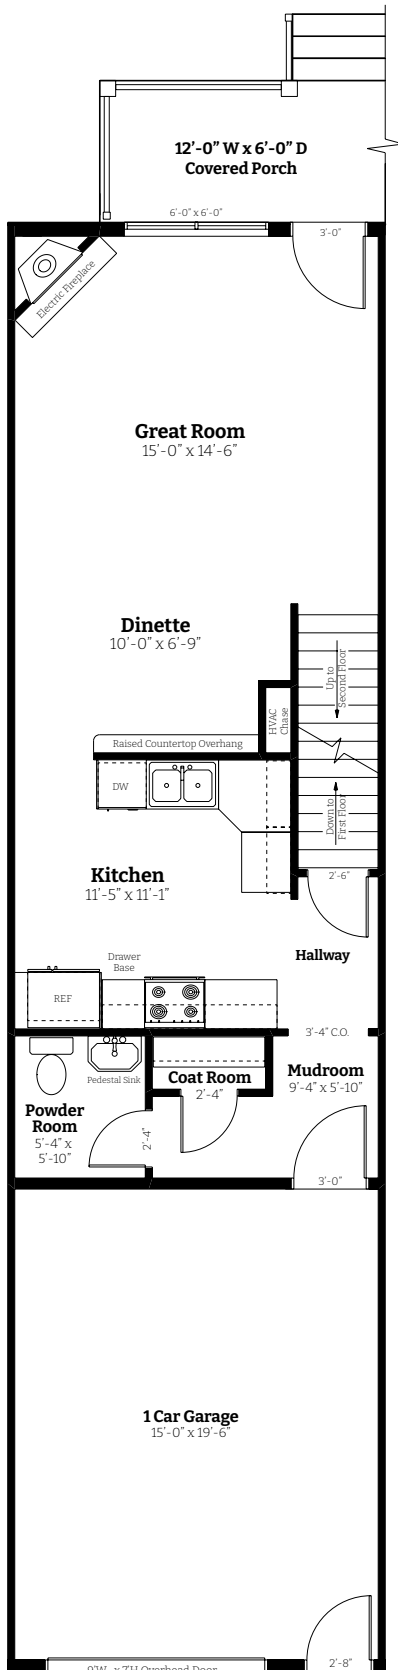 12'-0" W x 6'-0" D
Covered Porch
6'-0" x 6'-0"
3'-0"
Electric Fireplace
Great Room
15'-0" x 14'-6"
Dinette
10'-0" x 6'-9"
Up to
Second Floor
HVAC
Chase
Raised Countertop Overhang
DW
Down to
First Floor
Kitchen
11'-5" x 11'-1"
2'-6"
Hallway
Drawer
Base
REF
3'-4" C.O.
Pedestal Sink
Coat Room
2'-4"
Mudroom
9'-4" x 5'-10"
Powder
Room
5'-4" x
5'-10"
2'-4"
3'-0"
1 Car Garage
15'-0" x 19'-6"
2'-8"
9'W. x 7'H Overhead Door